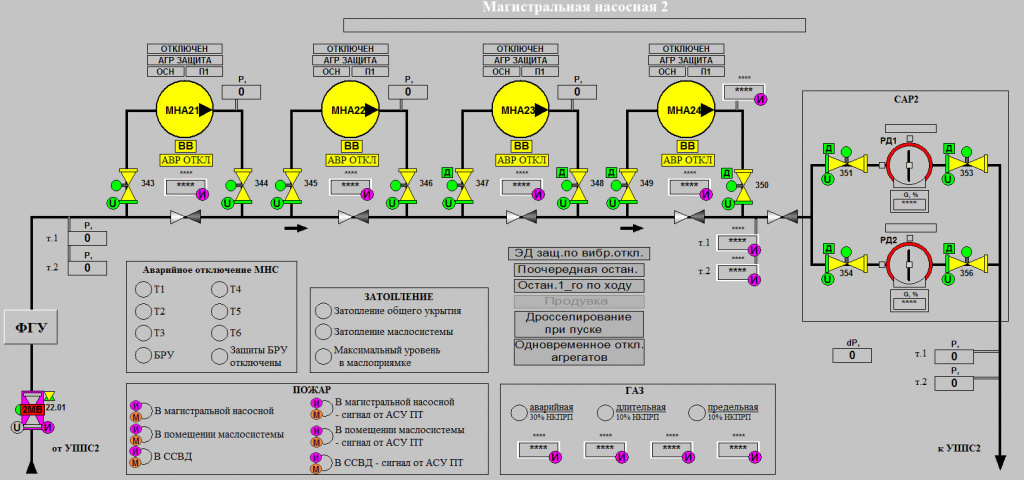 Магистральная насосная 2
ОТКЛЮЧЕН
АГР ЗАЩИТА
ОСН П1
P,
0
МНА21
ВВ
АВР ОТКЛ
****
****
И
343
344
U
U
ОТКЛЮЧЕН
АГР ЗАЩИТА
ОСН П1
P,
0
МНА22
ВВ
АВР ОТКЛ
****
****
И
345
346
U
U
ОТКЛЮЧЕН
АГР ЗАЩИТА
ОСН П1
P,
0
МНА23
ВВ
АВР ОТКЛ
****
****
И
Д
347
Д
348
U
U
ОТКЛЮЧЕН
АГР ЗАЩИТА
ОСН П1
****
****
И
МНА24
ВВ
АВР ОТКЛ
****
****
И
Д
349
Д
350
U
U
САР2
РД1
Д
351
U
Д
353
U
G, %
****
РД2
Д
354
U
Д
356
U
G, %
****
P,
т.1 0
P,
т.2 0
****
т.1 ****
И
****
т.2 ****
И
Аварийное отключение МНС
Т1 Т4
Т2 Т5
Т3 Т6
БРУ Защиты БРУ
отключены
ЗАТОПЛЕНИЕ
Затопление общего укрытия
Затопление маслосистемы
Максимальный уровень
в маслоприямке
ЭД защ.по вибр.откл.
Поочередная остан.
Остан.1_го по ходу
Продувка
Дросселирование
при пуске
Одновременное откл.
агрегатов
dP,
0
P,
т.1 0
P,
т.2 0
ФГУ
2МВ
22.01
U
И
от УППС2
к УППС2
ПОЖАР
И
М
В магистральной насосной
И
М
В помещении маслосистемы
И
М
В ССВД
И
М
В магистральной насосной
- сигнал от АСУ ПТ
И
М
В помещении маслосистемы
- сигнал от АСУ ПТ
И
М
В ССВД - сигнал от АСУ ПТ
ГАЗ
аварийная
30% НКПРП
длительная
10% НКПРП
предельная
10% НКПРП
**** **** **** ****
**** **** **** ****
И И И И